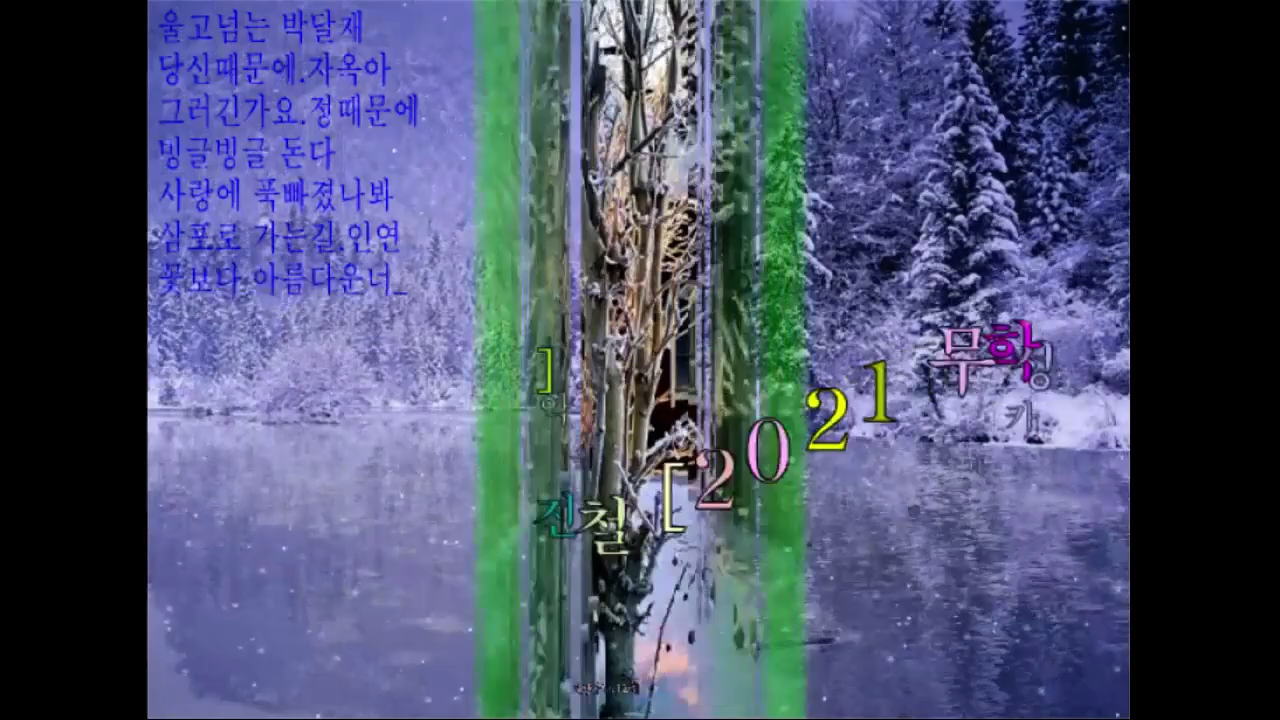 울고넘는 박달재
당신때문에.자옥아
그러긴가요.정때문에
빙글빙글 돈다
사랑에 푹빠졌나봐
삼포로 가는길.인연
꽃보다 아름다운너_
무학
[2021
진철
]